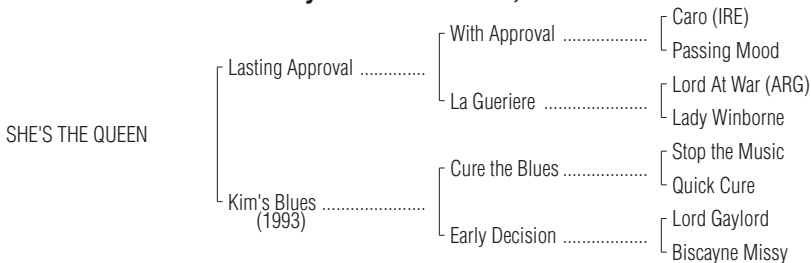 Caro (IRE)
With Approval ..................
Passing Mood
Lasting Approval ..............
Lord At War (ARG)
La Gueriere ......................
Lady Winborne
SHE'S THE QUEEN
Stop the Music
Cure the Blues ..................
Quick Cure
Kim's Blues ......................
(1993)
Lord Gaylord
Early Decision ..................
Biscayne Missy